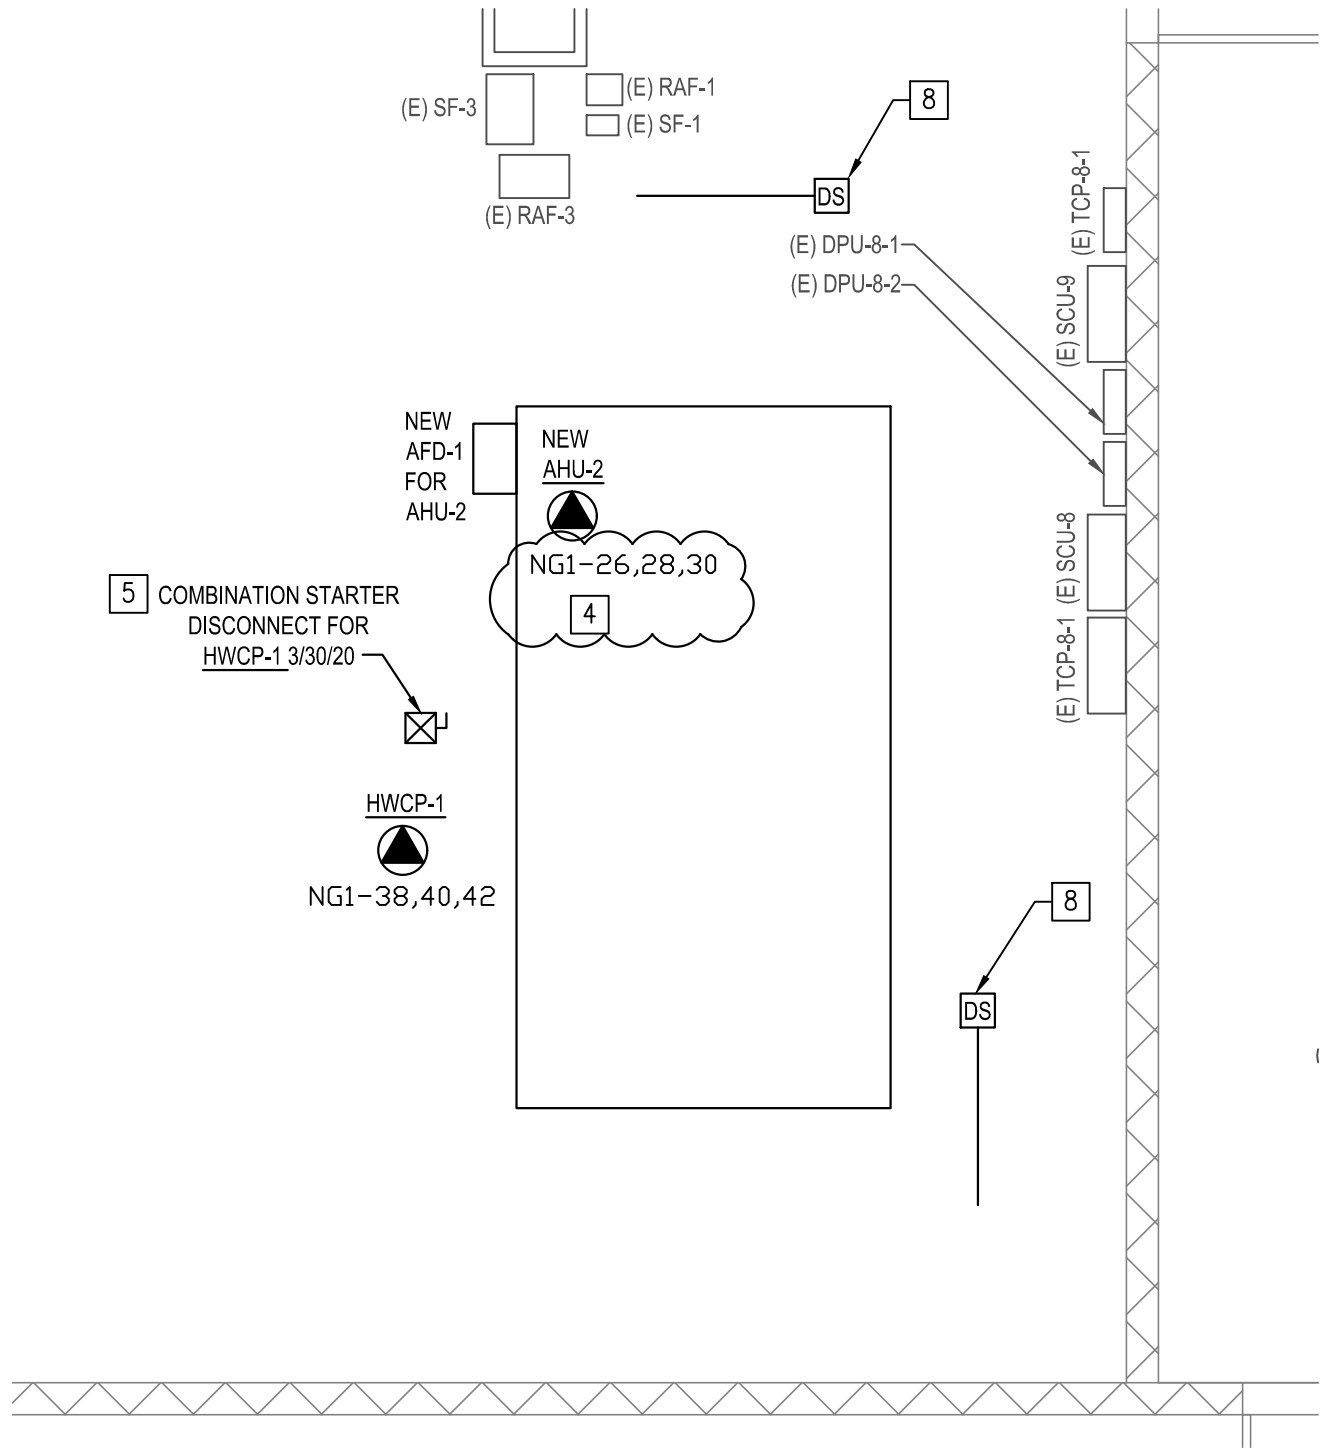 (E) SF-3
(E) RAF-1
(E) SF-1
(E) RAF-3
8
DS
(E) DPU-8-1
(E) DPU-8-2
(E) TCP-8-1
(E) SCU-9
(E) SCU-8
(E) TCP-8-1
NEW
AFD-1
FOR
AHU-2
NEW
AHU-2
NG1-26,28,30
4
5 COMBINATION STARTER
DISCONNECT FOR
HWCP-1 3/30/20
HWCP-1
NG1-38,40,42
8
DS